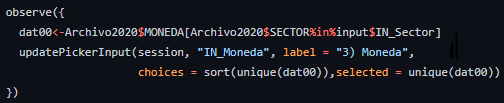 observe({
  dat00<-Archivo2020$MONEDA[Archivo2020$SECTOR%in%input$IN_Sector]
  updatePickerInput(session, "IN_Moneda", label = "3) Moneda",
                    choices = sort(unique(dat00)),selected = unique(dat00))
})